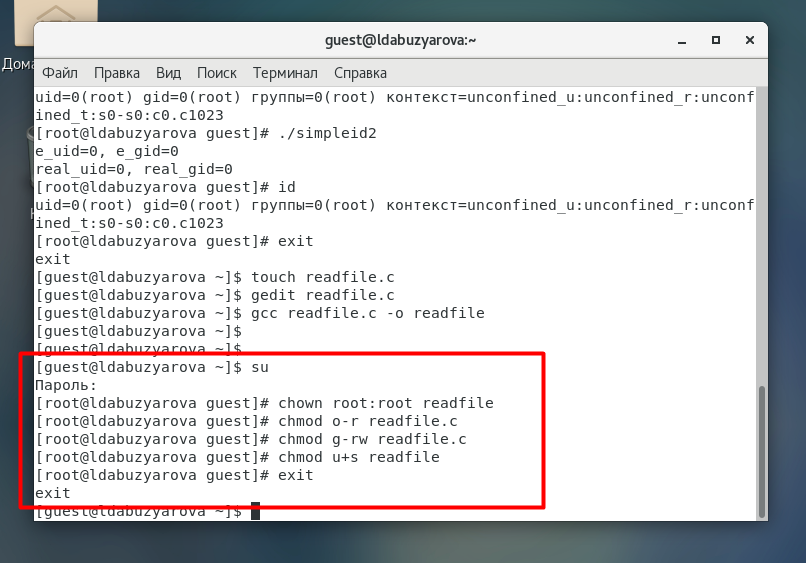 Дома
guest@ldabuzyarova:~
Файл Правка Вид Поиск Терминал Справка
uid=0(root) gid=0(root) группы=0(root) контекст=unconfined_u:unconfined_r:unconf
ined_t:s0-s0:c0.c1023
[root@ldabuzyarova guest]# ./simpleid2
e_uid=0, e_gid=0
real_uid=0, real_gid=0
[root@ldabuzyarova guest]# id
uid=0(root) gid=0(root) группы=0(root) контекст=unconfined_u:unconfined_r:unconf
ined_t:s0-s0:c0.c1023
[root@ldabuzyarova guest]# exit
exit
[guest@ldabuzyarova ~]$ touch readfile.c
[guest@ldabuzyarova ~]$ gedit readfile.c
[guest@ldabuzyarova ~]$ gcc readfile.c -o readfile
[guest@ldabuzyarova ~]$
[guest@ldabuzyarova ~]$
[guest@ldabuzyarova ~]$ su
Пароль:
[root@ldabuzyarova guest]# chown root:root readfile
[root@ldabuzyarova guest]# chmod o-r readfile.c
[root@ldabuzyarova guest]# chmod g-rw readfile.c
[root@ldabuzyarova guest]# chmod u+s readfile
[root@ldabuzyarova guest]# exit
exit
[guest@ldabuzyarova ~]$